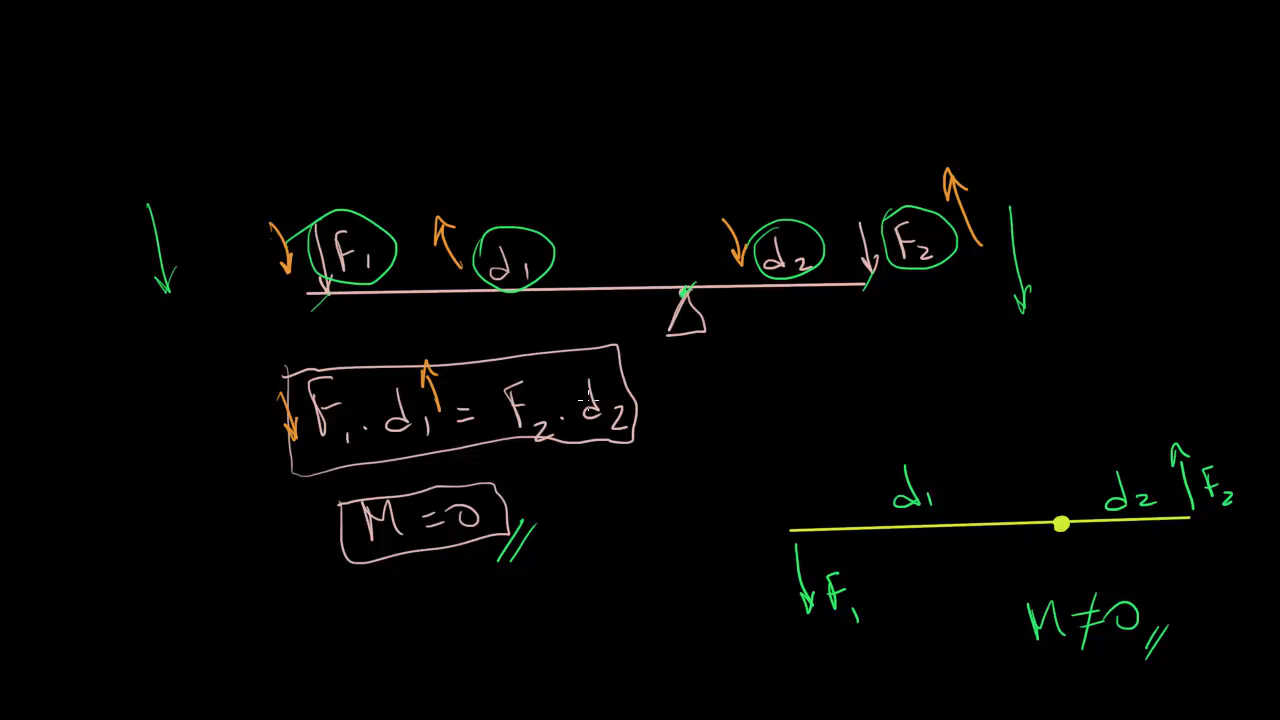 F₁ d₁ d₂ F₂
F₁ . d₁ = F₂ . d₂
M = 0
d₁ d₂ F₂
F₁
M ≠ 0